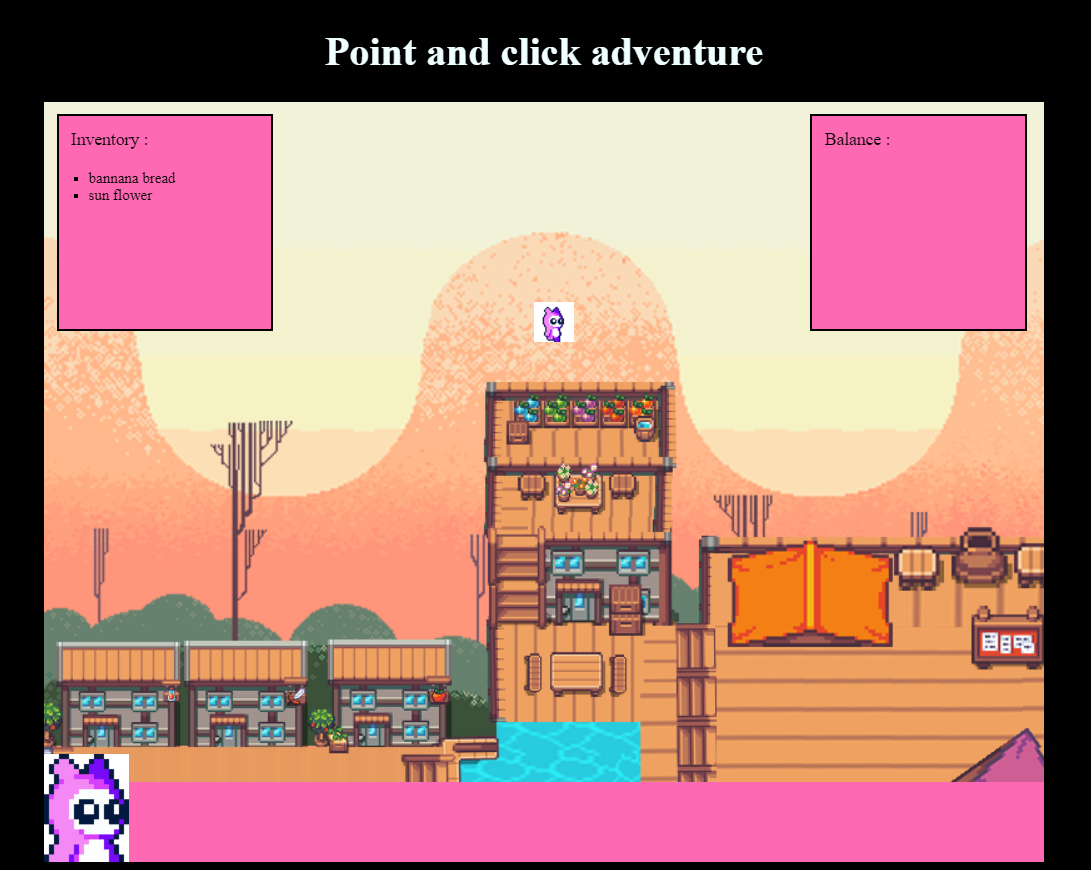 Point and click adventure
Inventory :
bannana bread
sun flower
Balance :